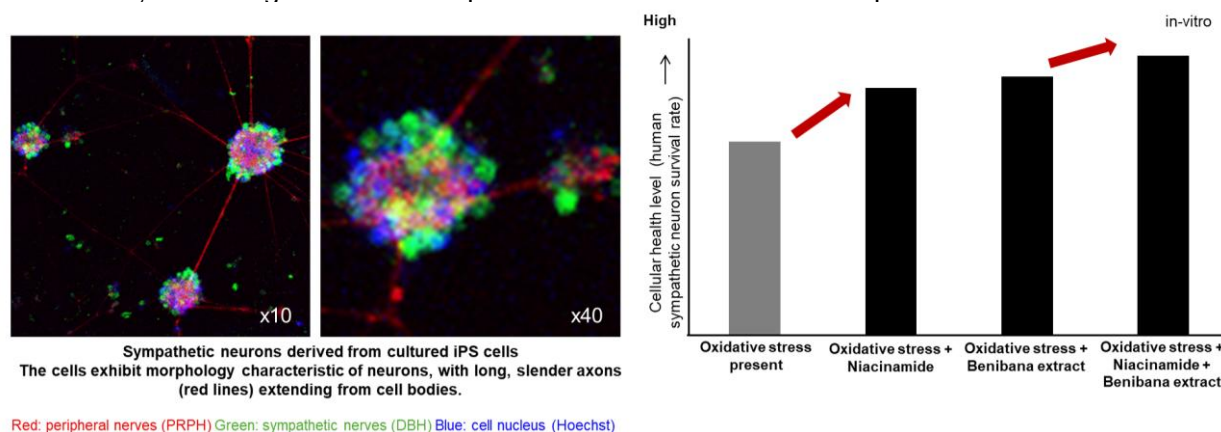 x10
x40
Sympathetic neurons derived from cultured iPS cells
The cells exhibit morphology characteristic of neurons, with long, slender axons
(red lines) extending from cell bodies.
Red: peripheral nerves (PRPH) Green: sympathetic nerves (DBH) Blue: cell nucleus (Hoechst)
High
in-vitro
Cellular health level (human
sympathetic neuron survival rate)
Oxidative stress
present
Oxidative stress +
Niacinamide
Oxidative stress +
Benibana extract
Oxidative stress +
Niacinamide +
Benibana extract